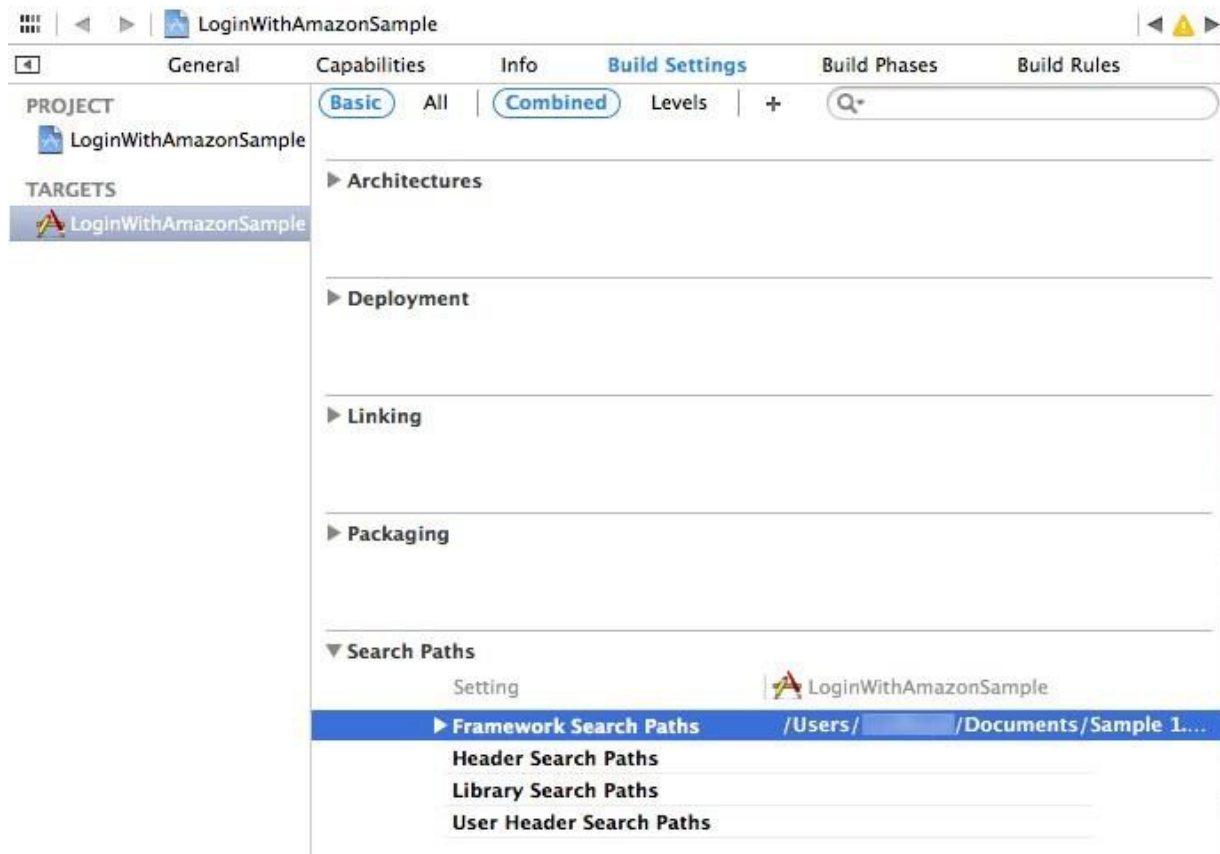 LoginWithAmazonSample
General Capabilities Info Build Settings Build Phases Build Rules
PROJECT
LoginWithAmazonSample
TARGETS
LoginWithAmazonSample
Basic All Combined Levels +
Architectures
Deployment
Linking
Packaging
Search Paths
Setting LoginWithAmazonSample
Framework Search Paths /Users/ /Documents/Sample 1....
Header Search Paths
Library Search Paths
User Header Search Paths